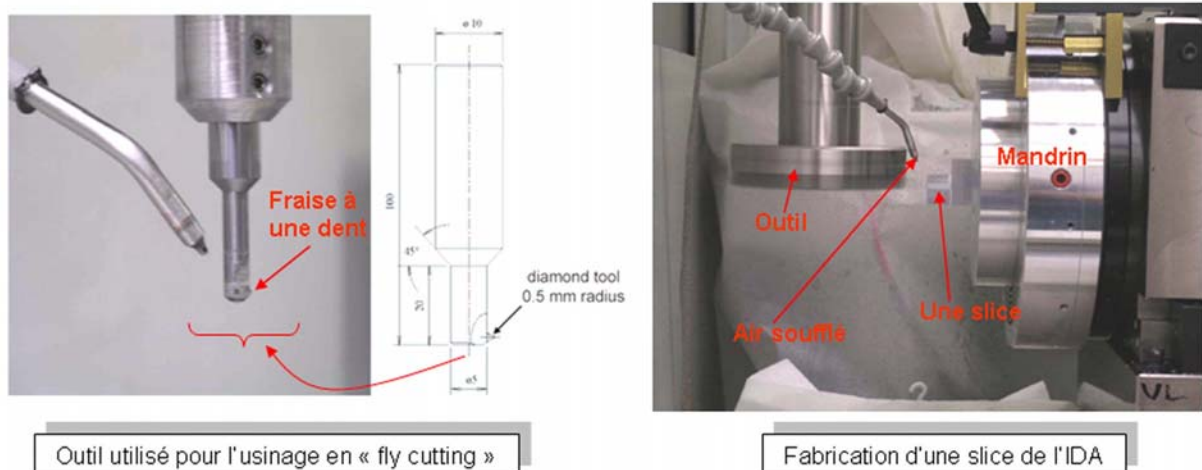 ø 10
100
45°
20
ø5
Fraise à
une dent
diamond tool
0.5 mm radius
Outil utilisé pour l'usinage en « fly cutting »
Mandrin
Outil
Une slice
Air soufflé
VL
Fabrication d'une slice de l'IDA